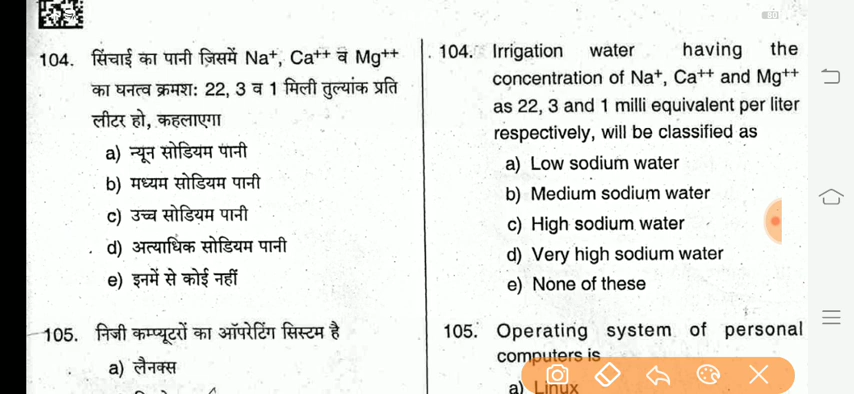 104. सिंचाई का पानी जिसमें Na⁺, Ca⁺⁺ व Mg⁺⁺
का घनत्व क्रमश: 22, 3 व 1 मिली तुल्यांक प्रति
लीटर हो, कहलाएगा
a) न्यून सोडियम पानी
b) मध्यम सोडियम पानी
c) उच्च सोडियम पानी
d) अत्याधिक सोडियम पानी
e) इनमें से कोई नहीं
105. निजी कम्प्यूटरों का ऑपरेटिंग सिस्टम है
a) लैनक्स
104. Irrigation water having the
concentration of Na⁺, Ca⁺⁺ and Mg⁺⁺
as 22, 3 and 1 milli equivalent per liter
respectively, will be classified as
a) Low sodium water
b) Medium sodium water
c) High sodium water
d) Very high sodium water
e) None of these
105. Operating system of personal
computers is
a) Linux
80